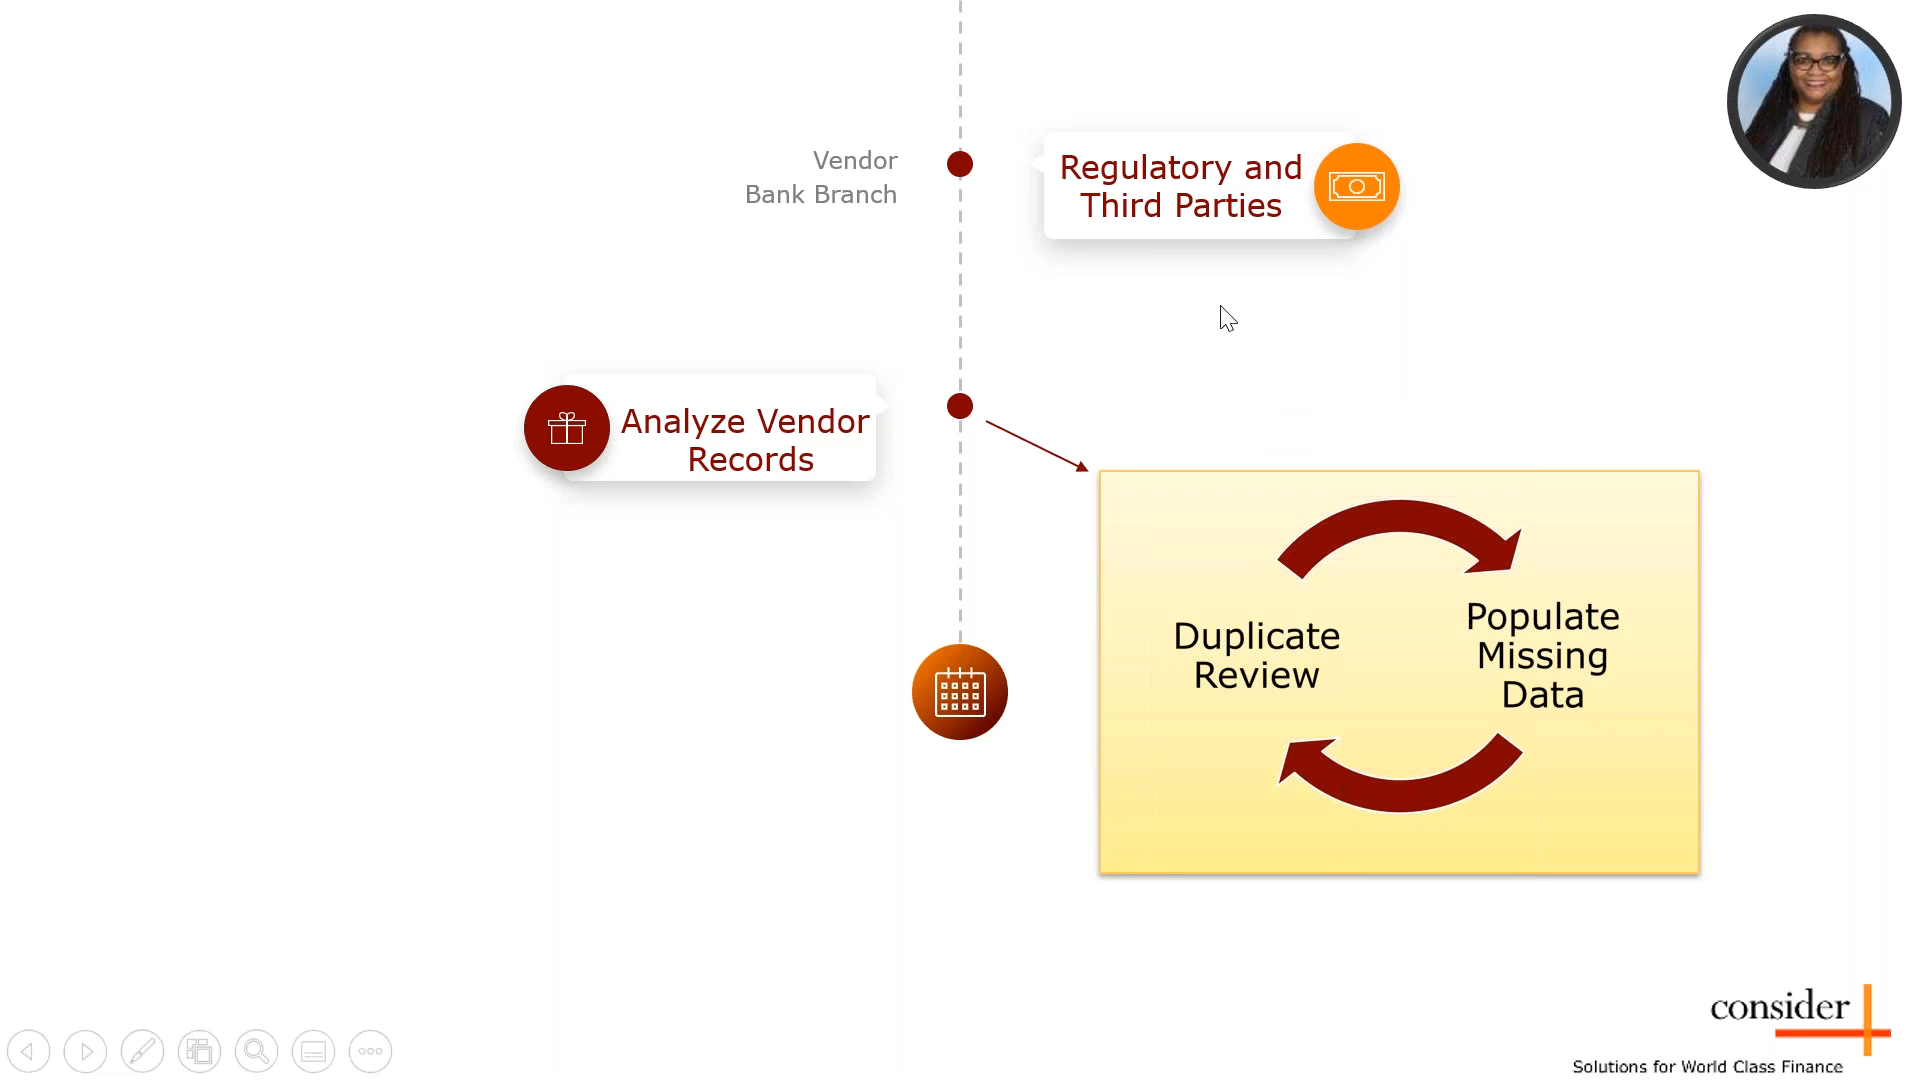 Vendor
Bank Branch
Regulatory and
Third Parties
Analyze Vendor
Records
Duplicate
Review
Populate
Missing
Data
consider
Solutions for World Class Finance